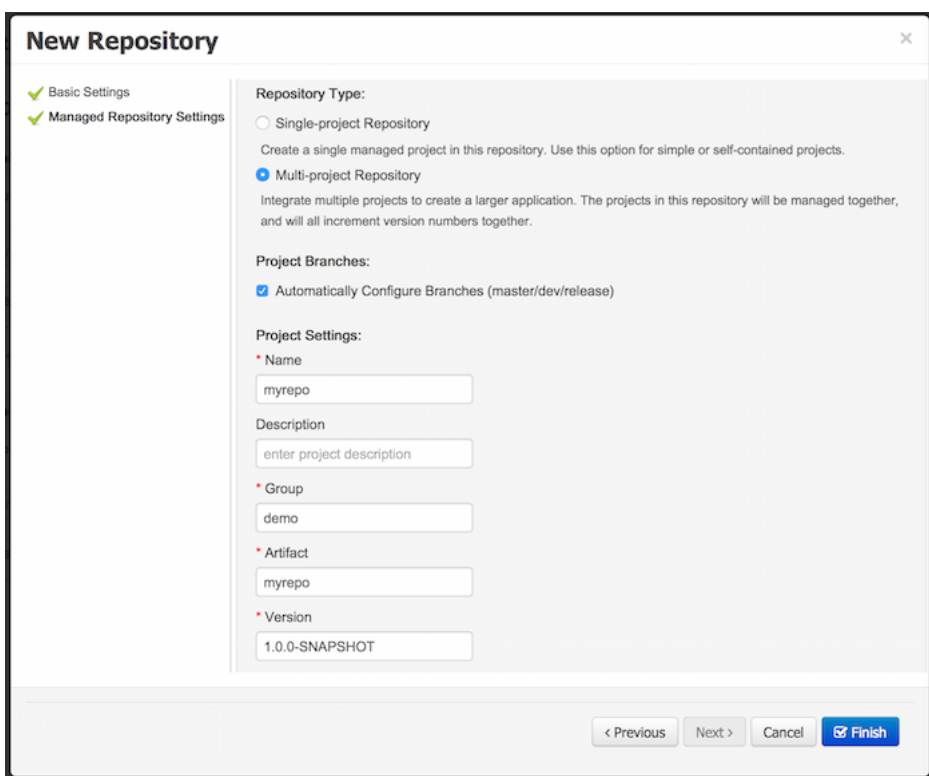 New Repository
×
Basic Settings
Managed Repository Settings
Repository Type:
Single-project Repository
Create a single managed project in this repository. Use this option for simple or self-contained projects.
Multi-project Repository
Integrate multiple projects to create a larger application. The projects in this repository will be managed together,
and will all increment version numbers together.
Project Branches:
Automatically Configure Branches (master/dev/release)
Project Settings:
* Name
myrepo
Description
enter project description
* Group
demo
* Artifact
myrepo
* Version
1.0.0-SNAPSHOT
‹ Previous
Next ›
Cancel
Finish